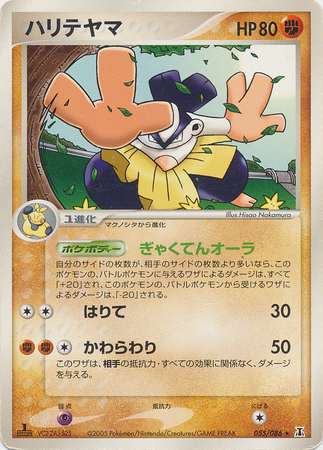 ハリテヤマ HP80
Illus.Hisao Nakamura
1進化 マクノシタから進化
ポケボディー ぎゃくてんオーラ
自分のサイドの枚数が、相手のサイドの枚数より多いなら、この
ポケモンの、バトルポケモンに与えるワザによるダメージは、すべて
「+20」され、このポケモンの、バトルポケモンから受けるワザに
よるダメージは、「-20」される。
はりて 30
かわらわり 50
このワザは、相手の抵抗力・すべての効果に関係なく、ダメージ
を与える。
弱点 抵抗力 にげる
©2005 Pokémon/Nintendo/Creatures/GAME FREAK
055/086 ★